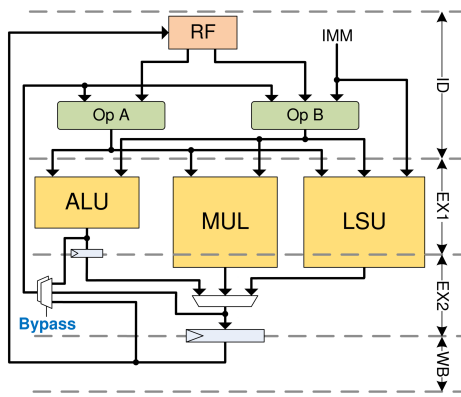 RF
IMM
ID
Op A
Op B
ALU
MUL
LSU
EX1
EX2
Bypass
WB